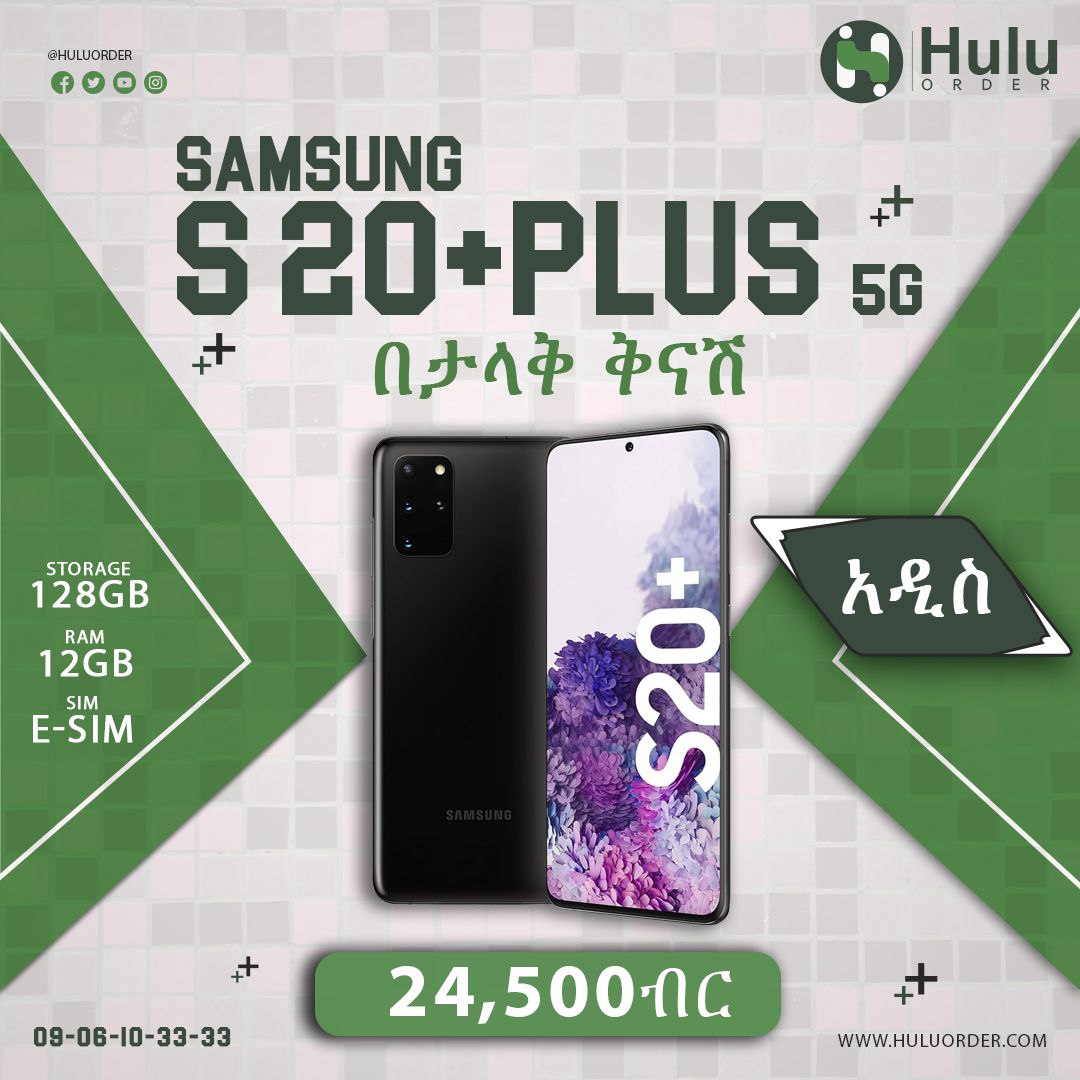 @HULUORDER
Hulu
ORDER
SAMSUNG
S 20+PLUS 5G
በታላቅ ቅናሽ
STORAGE
128GB
RAM
12GB
SIM
E-SIM
አዲስ
S20+
SAMSUNG
24,500ብር
09-06-10-33-33
WWW.HULUORDER.COM